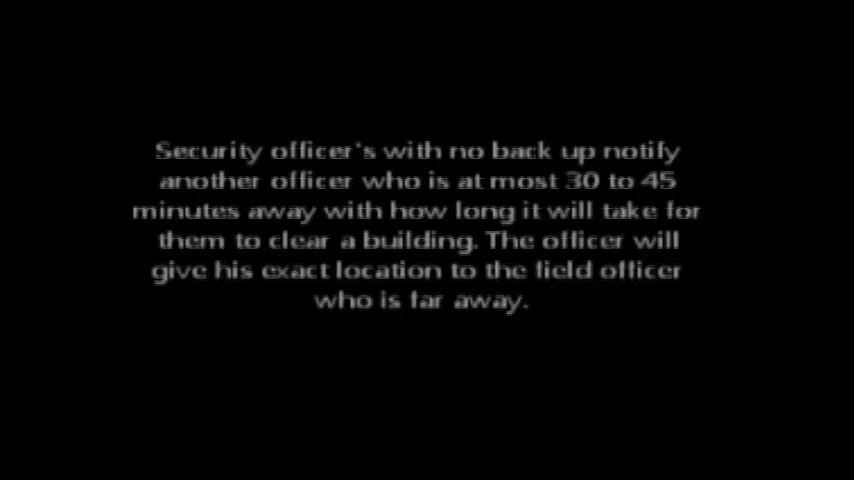 Security officer's with no back up notify
another officer who is at most 30 to 45
minutes away with how long it will take for
them to clear a building. The officer will
give his exact location to the field officer
who is far away.